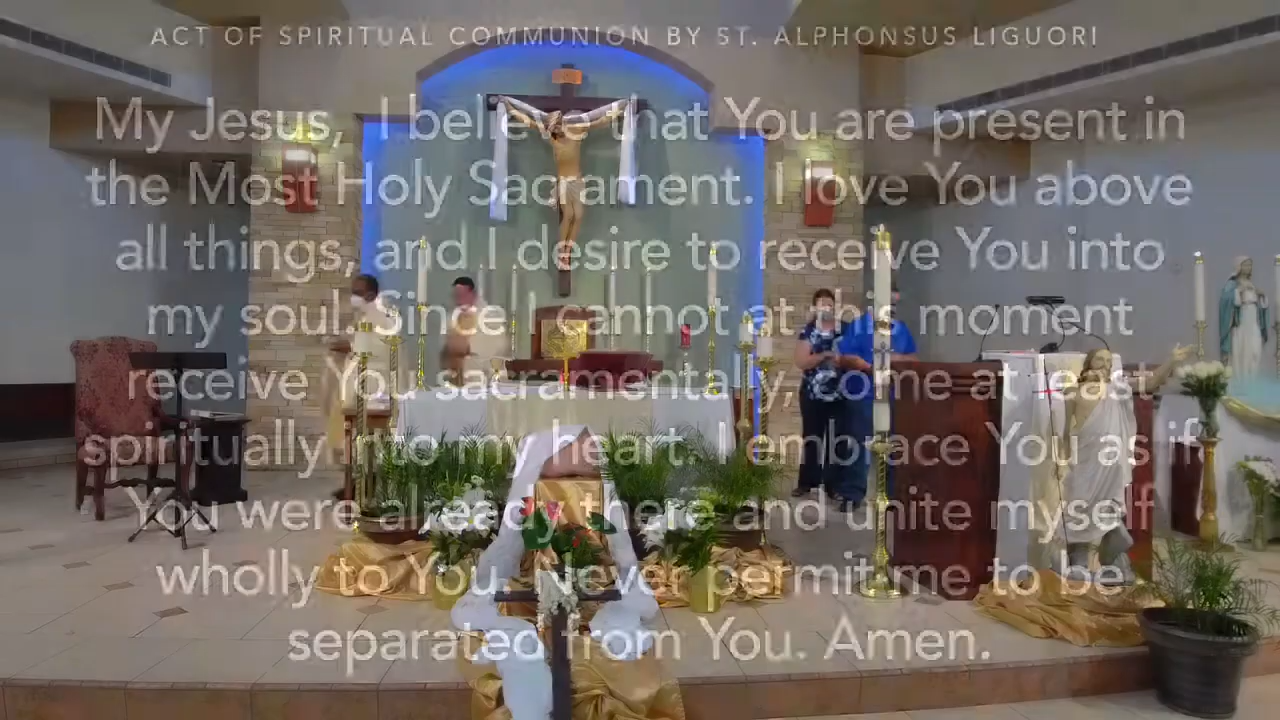 ACT OF SPIRITUAL COMMUNION BY ST. ALPHONSUS LIGUORI
My Jesus, I believe that You are present in
the Most Holy Sacrament. I love You above
all things, and I desire to receive You into
my soul. Since I cannot at this moment
receive You sacramentally, come at least
spiritually into my heart. I embrace You as if
You were already there and unite myself
wholly to You. Never permit me to be
separated from You. Amen.